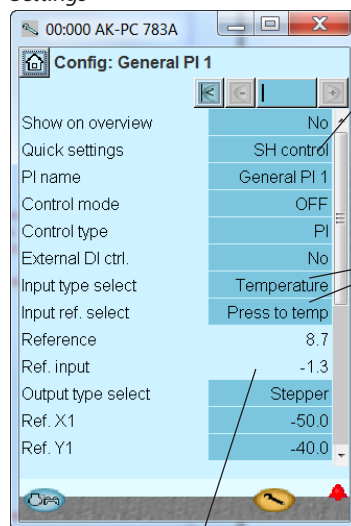 Settings
00:000 AK-PC 783A
Config: General PI 1
Show on overview No
Quick settings SH control
PI name General PI 1
Control mode OFF
Control type PI
External DI ctrl. No
Input type select Temperature
Input ref. select Press to temp
Reference 8.7
Ref. input -1.3
Output type select Stepper
Ref. X1 -50.0
Ref. Y1 -40.0